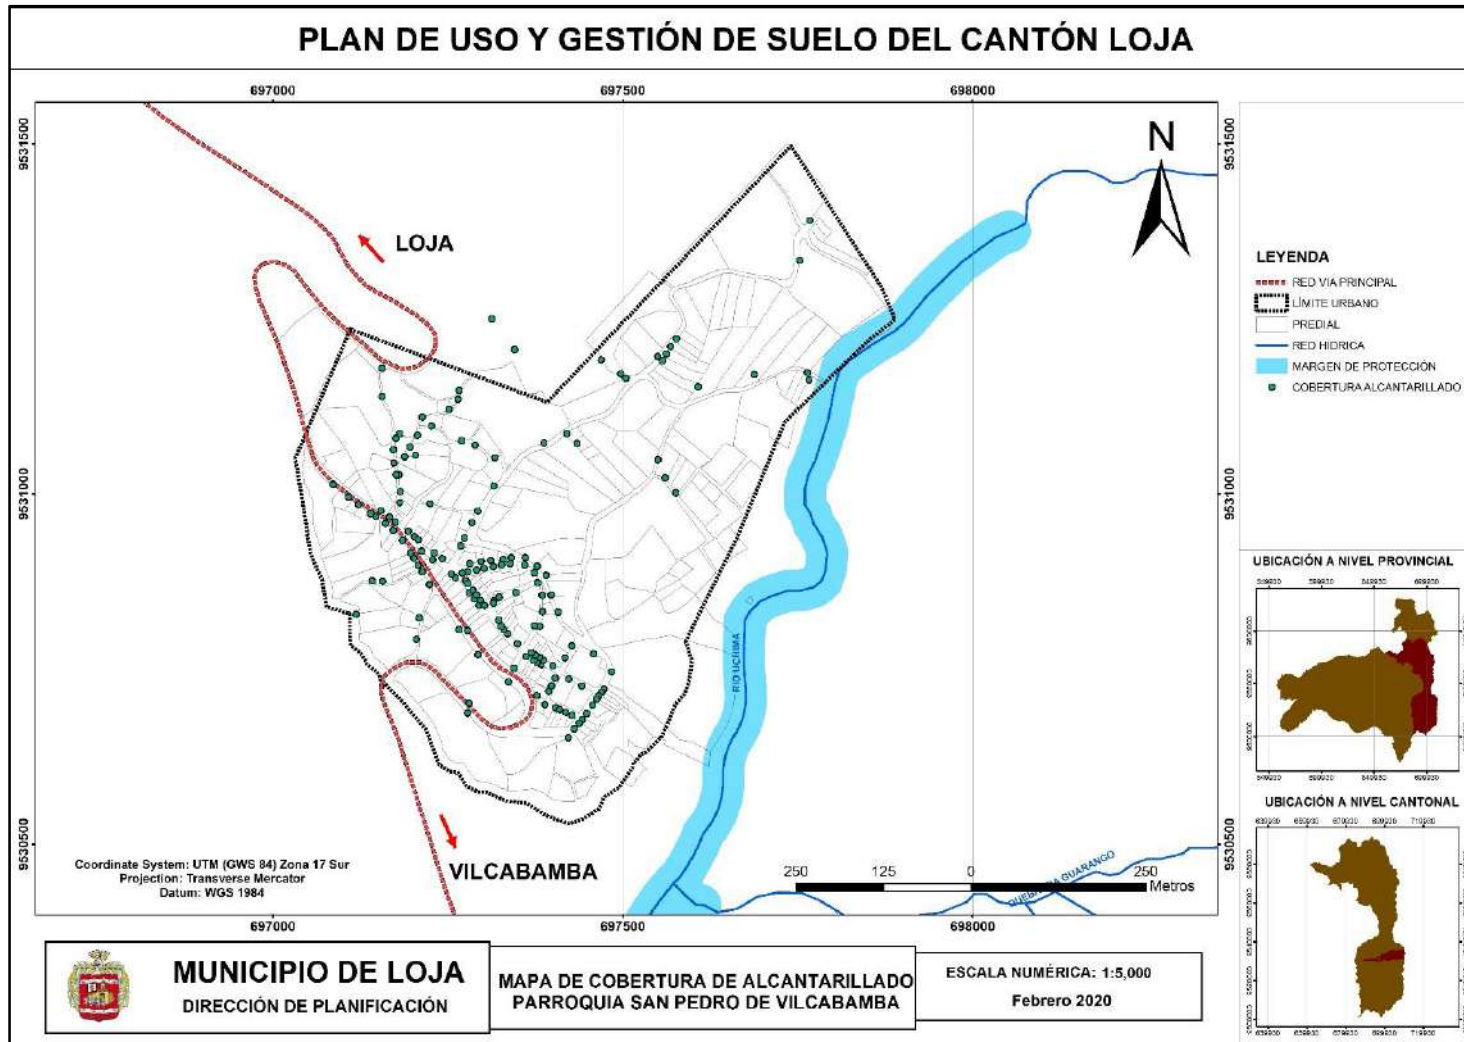 PLAN DE USO Y GESTIÓN DE SUELO DEL CANTÓN LOJA
697000
697500
698000
9531500
9531500
N
LOJA
LEYENDA
RED VIA PRINCIPAL
LÍMITE URBANO
PREDIAL
RED HIDRICA
MARGEN DE PROTECCIÓN
COBERTURA ALCANTARILLADO
9531000
9531000
UBICACIÓN A NIVEL PROVINCIAL
RIO UCHIMA
UBICACIÓN A NIVEL CANTONAL
9530500
9530500
VILCABAMBA
Coordinate System: UTM (GWS 84) Zona 17 Sur
Projection: Transverse Mercator
Datum: WGS 1984
250
125
0
250
Metros
QUEBRADA GUARANGO
697000
697500
698000
MUNICIPIO DE LOJA
DIRECCIÓN DE PLANIFICACIÓN
MAPA DE COBERTURA DE ALCANTARILLADO
PARROQUIA SAN PEDRO DE VILCABAMBA
ESCALA NUMÉRICA: 1:5,000
Febrero 2020